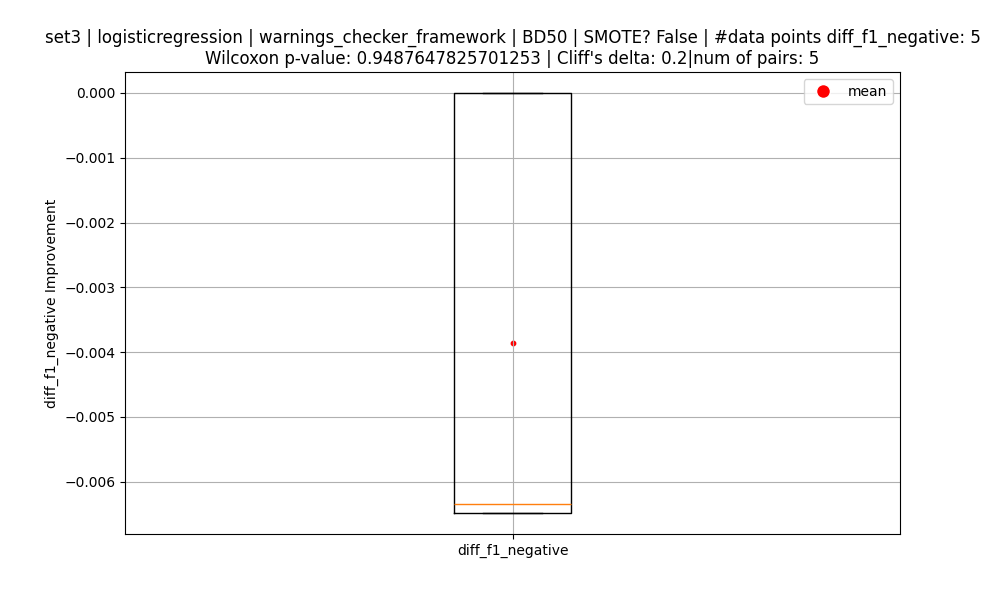 set3 | logisticregression | warnings_checker_framework | BD50 | SMOTE? False | #data points diff_f1_negative: 5
Wilcoxon p-value: 0.9487647825701253 | Cliff's delta: 0.2|num of pairs: 5
mean
0.000
−0.001
−0.002
−0.003
−0.004
−0.005
−0.006
diff_f1_negative Improvement
diff_f1_negative